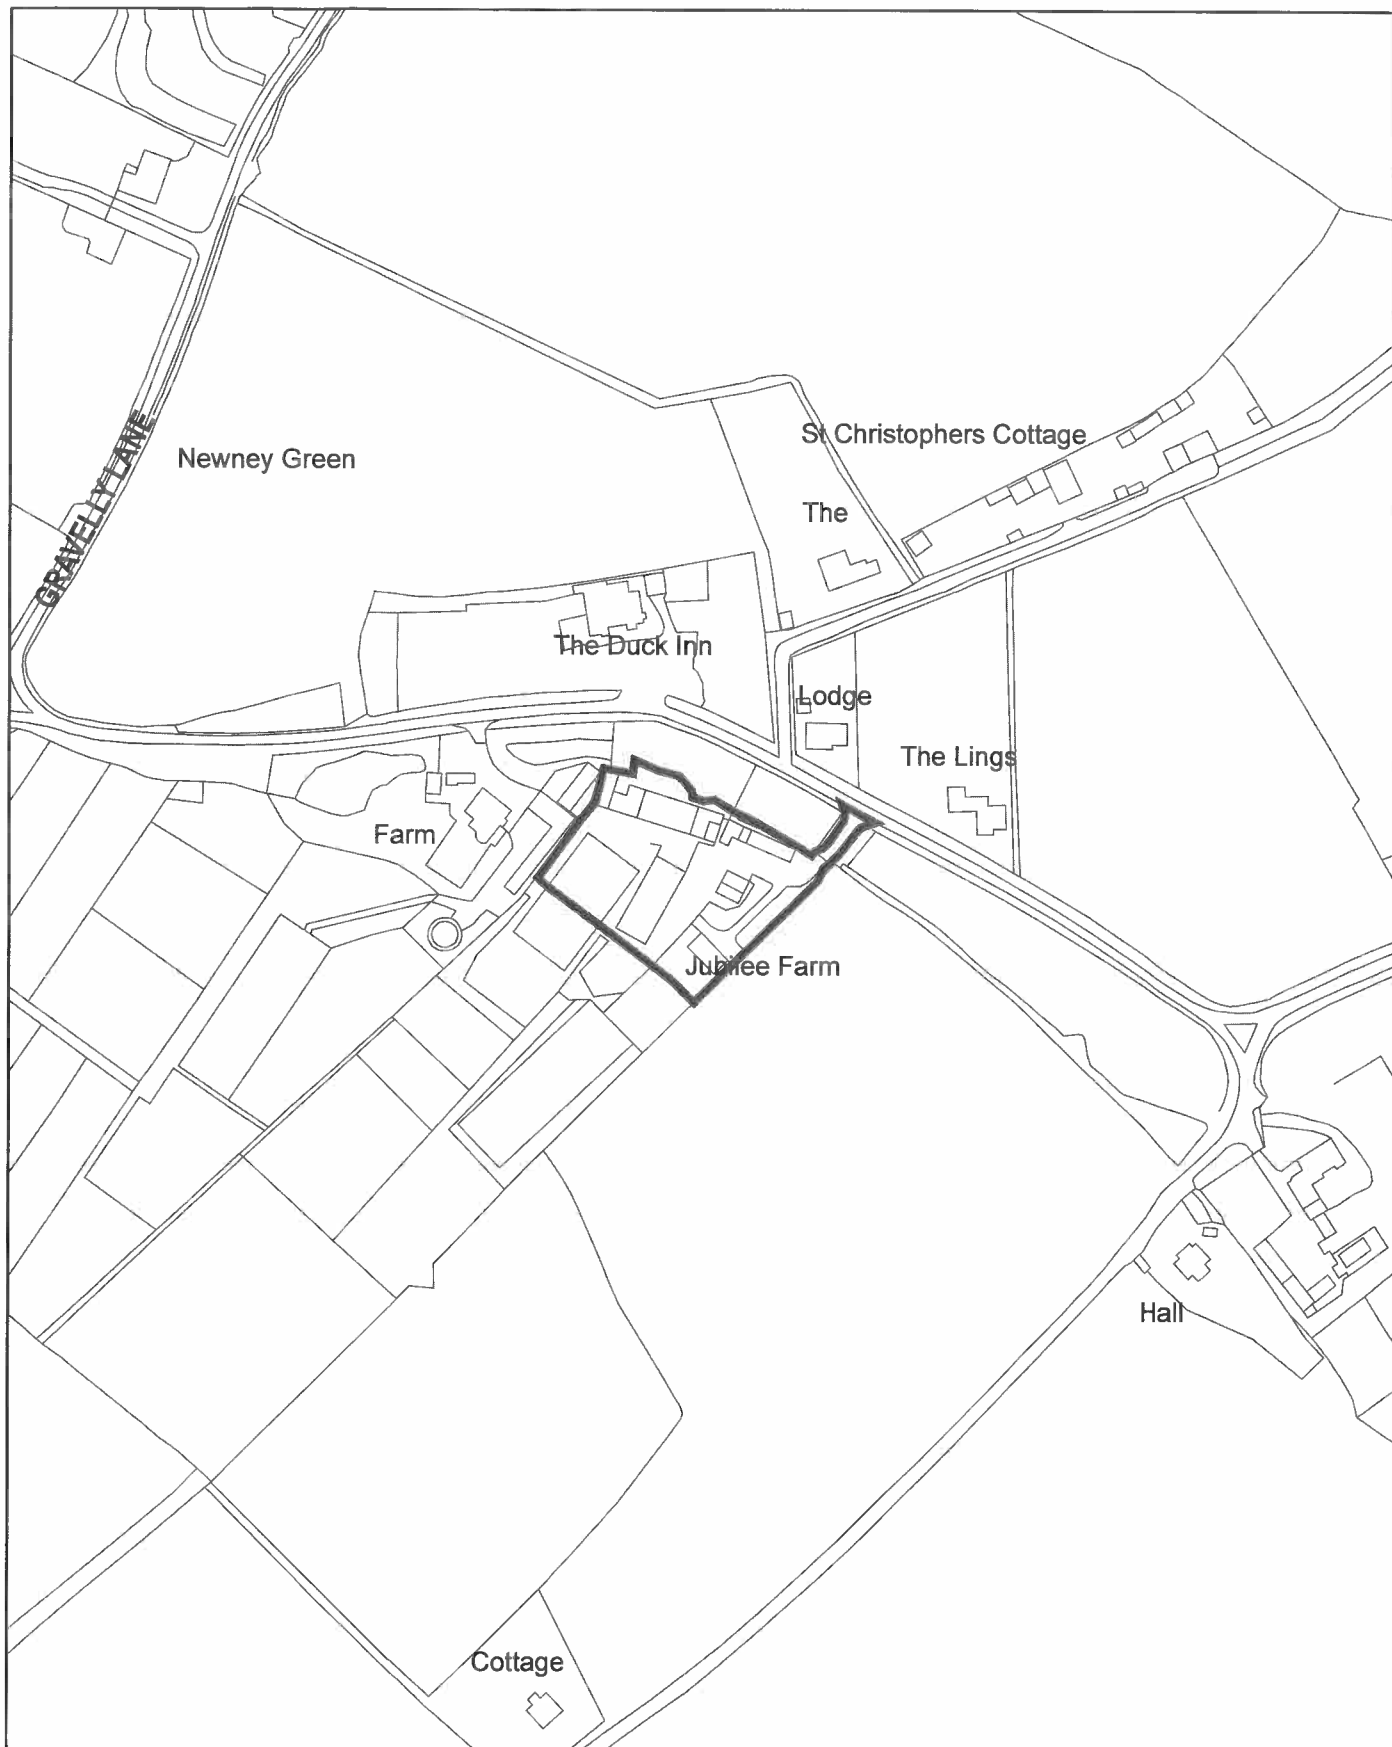 St Christophers Cottage
GRAVELLY LANE
Newney Green
The
The Duck Inn
Lodge
The Lings
Farm
Jubilee Farm
Hall
Cottage